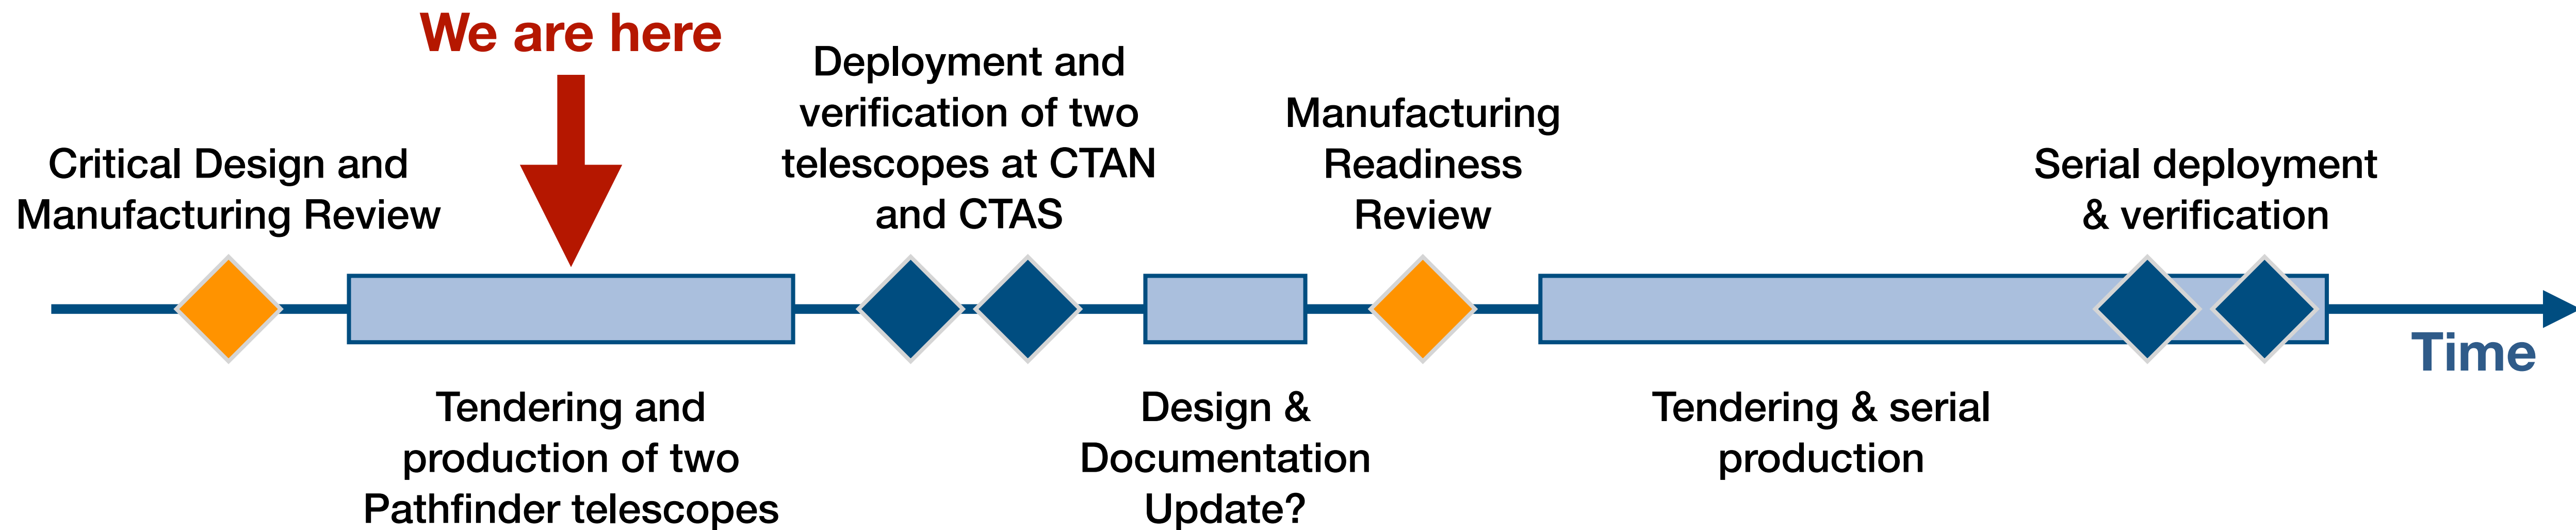 We are here
Critical Design and
Manufacturing Review
Deployment and
verification of two
telescopes at CTAN
and CTAS
Manufacturing
Readiness
Review
Serial deployment
& verification
Time
Tendering and
production of two
Pathfinder telescopes
Design &
Documentation
Update?
Tendering & serial
production